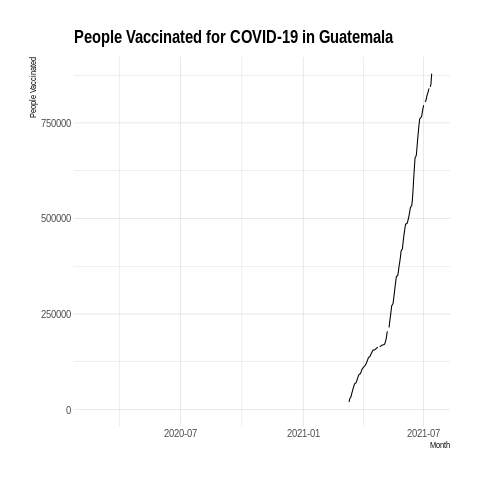 People Vaccinated for COVID-19 in Guatemala
People Vaccinated
750000
500000
250000
0
2020-07
2021-01
2021-07
Month